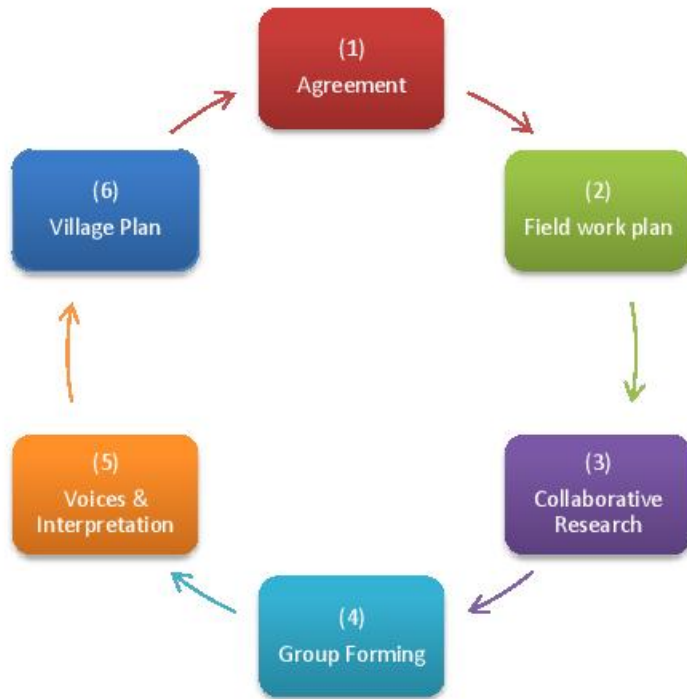 (1)
Agreement
(2)
Field work plan
(3)
Collaborative
Research
(4)
Group Forming
(5)
Voices &
Interpretation
(6)
Village Plan